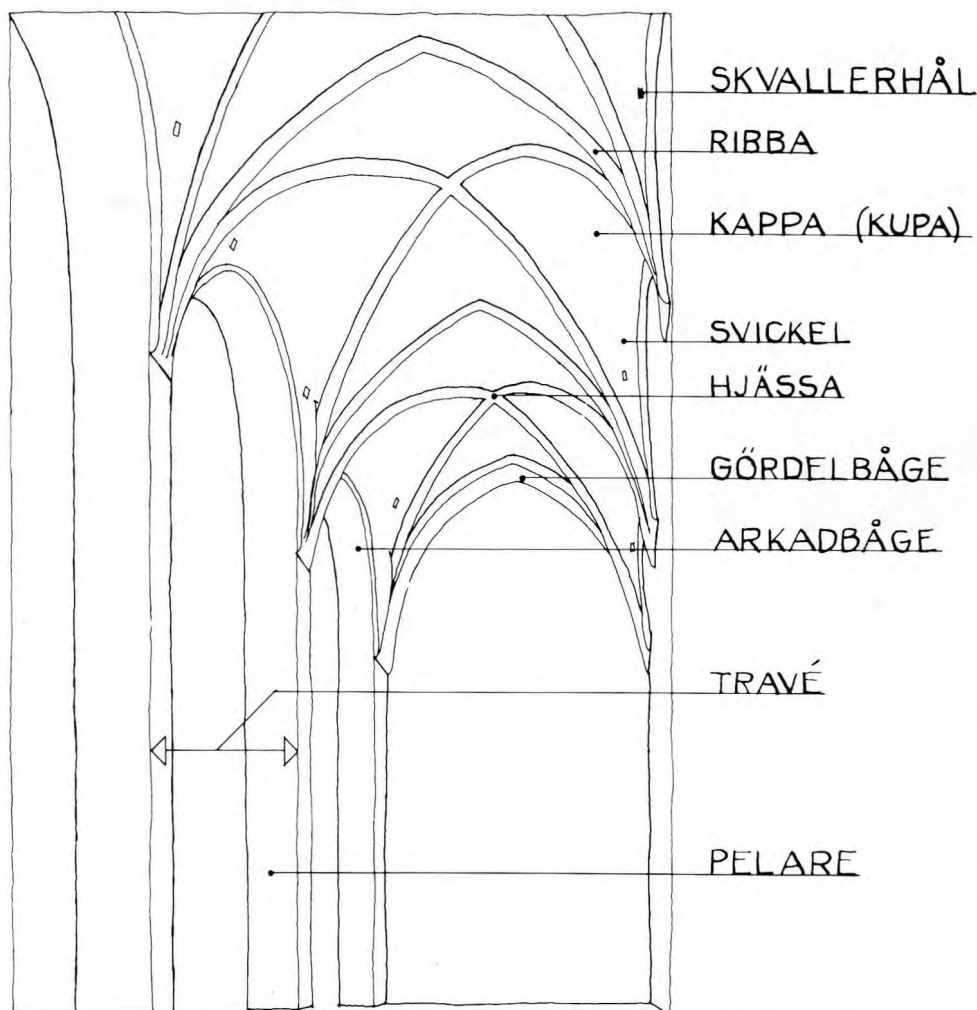 SKVALLERHÅL
RIBBA
KAPPA (KUPA)
SVICKEL
HJÄSSA
GÖRDELBÅGE
ARKADBÅGE
TRAVÉ
PELARE